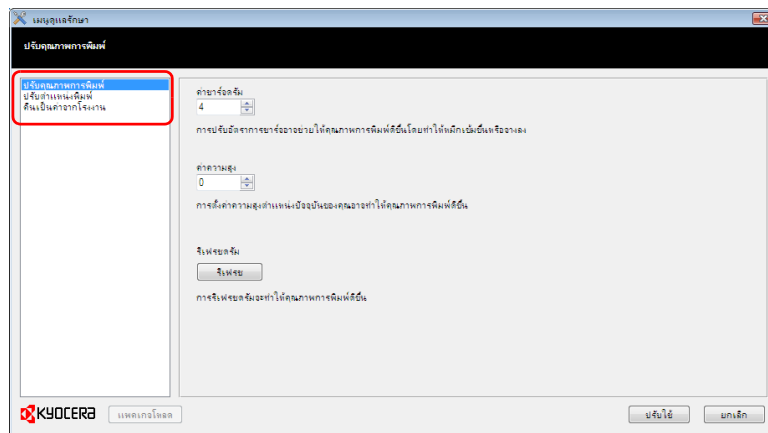 เมนูดูแลรักษา
ปรับคุณภาพการพิมพ์
ปรับคุณภาพการพิมพ์
ปรับตำแหน่งพิมพ์
คืนเป็นค่าจากโรงงาน
ค่าชาร์จดรัม
4
การปรับอัตราการชาร์จอาจช่วยให้คุณภาพการพิมพ์ดีขึ้นโดยทำให้หมึกเข้มขึ้นหรือจางลง
ค่าความสูง
0
การตั้งค่าความสูงตำแหน่งปัจจุบันของคุณอาจทำให้คุณภาพการพิมพ์ดีขึ้น
รีเฟรชดรัม
รีเฟรช
การรีเฟรชดรัมจะทำให้คุณภาพการพิมพ์ดีขึ้น
KYOCERA
แพคเกจโหลด
ปรับใช้
ยกเลิก